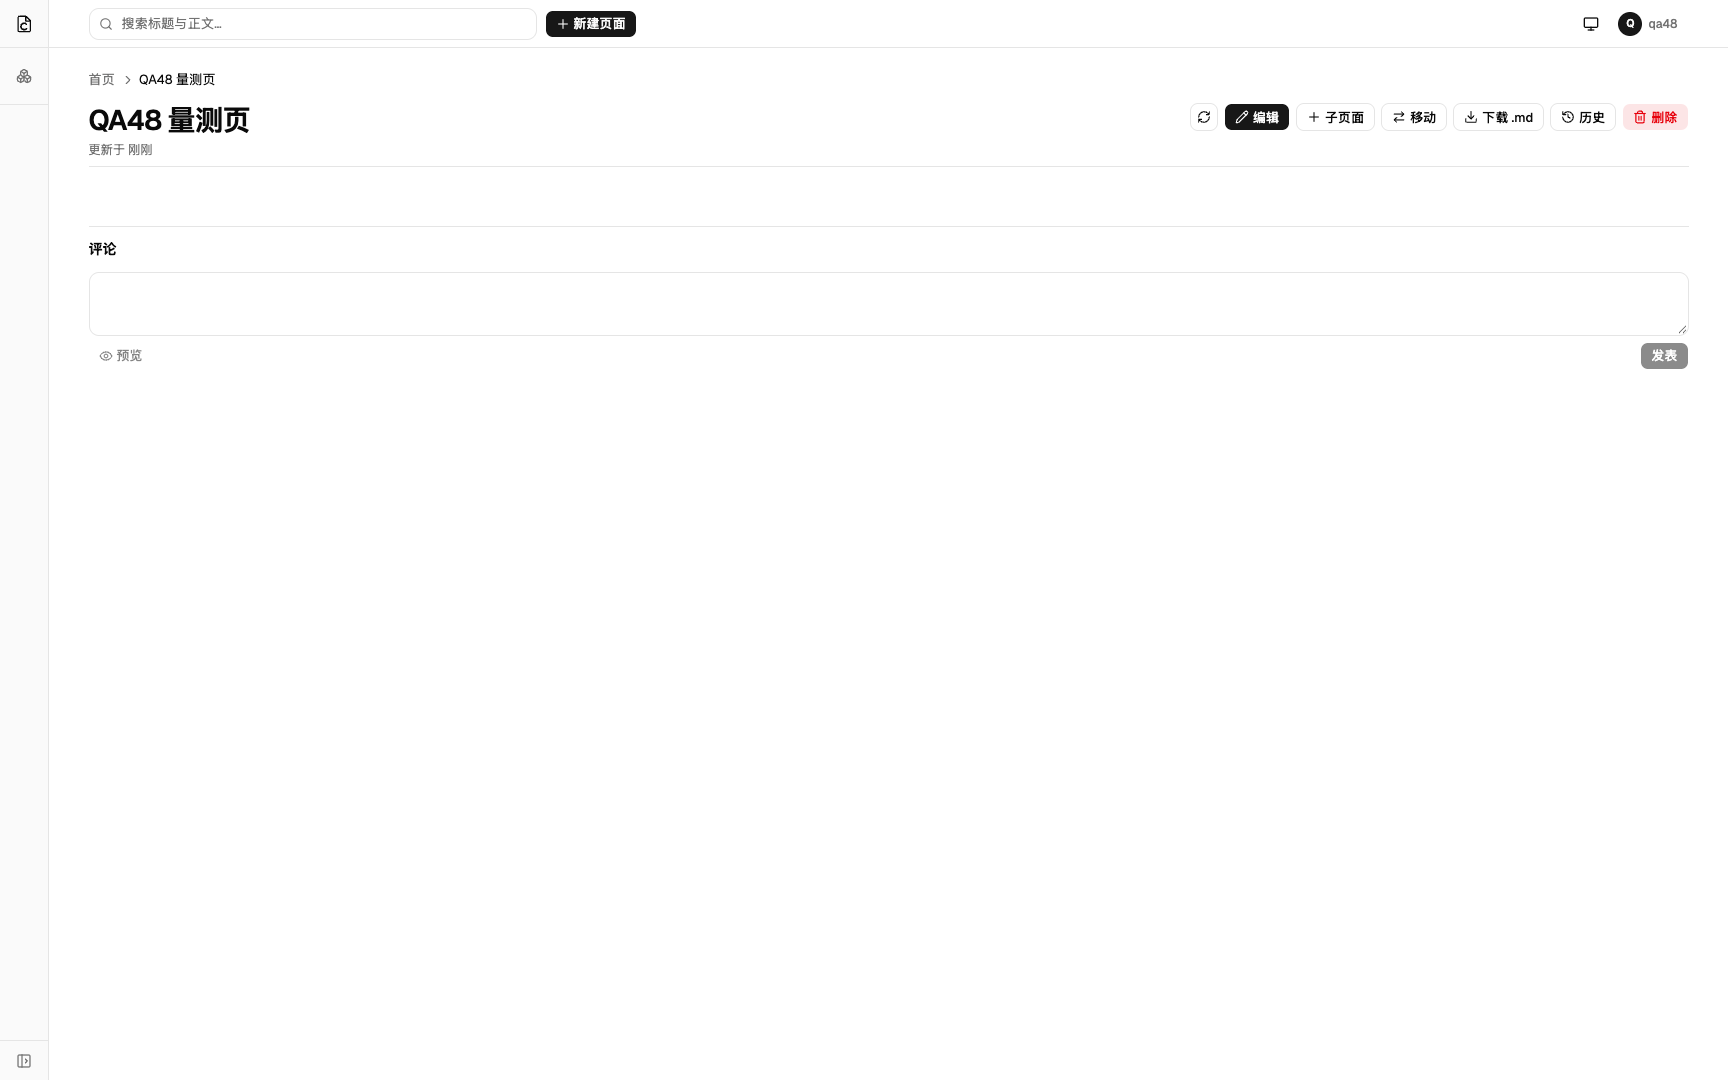 搜索标题与正文...
新建页面
Q qa48
首页 > QA48 量测页
QA48 量测页
编辑 子页面 移动 下载 .md 历史 删除
更新于 刚刚
评论
预览 发表